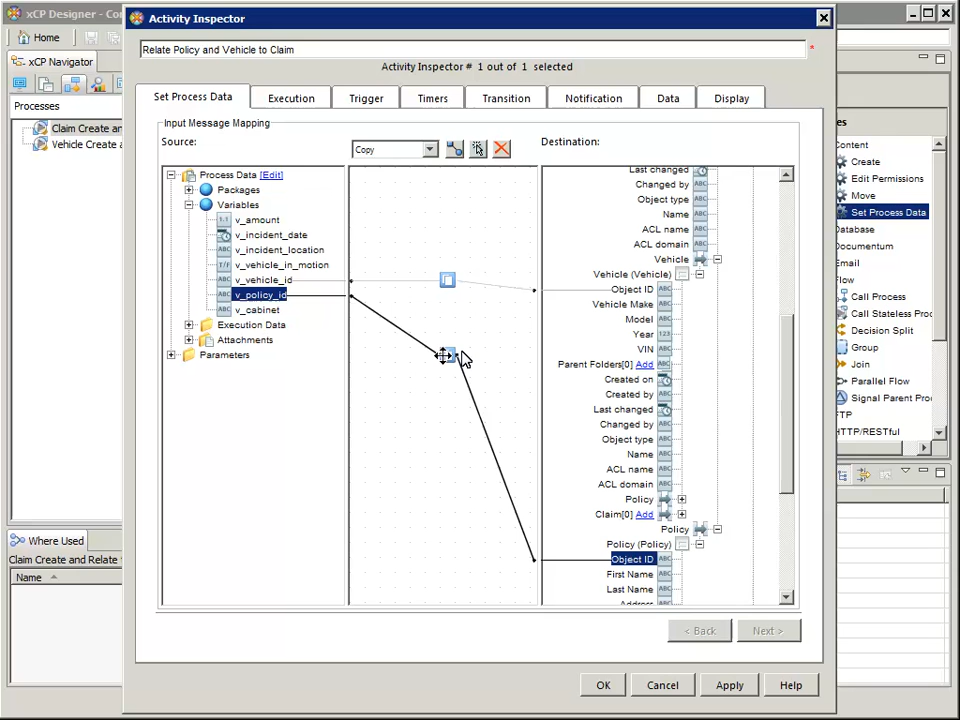 xCP Designer - Co
Activity Inspector
Home
Relate Policy and Vehicle to Claim
*
xCP Navigator
Activity Inspector # 1 out of 1 selected
Processes
Set Process Data
Execution
Trigger
Timers
Transition
Notification
Data
Display
Claim Create an
Vehicle Create a
Input Message Mapping
Source:
Copy
Destination:
Process Data [Edit]
Packages
Variables
v_amount
v_incident_date
v_incident_location
v_vehicle_in_motion
v_vehicle_id
v_policy_id
v_cabinet
Execution Data
Attachments
Parameters
Last changed
Changed by
Object type
Name
ACL name
ACL domain
Vehicle
Vehicle (Vehicle)
Object ID
Vehicle Make
Model
Year
VIN
Parent Folders[0] Add
Created on
Created by
Last changed
Changed by
Object type
Name
ACL name
ACL domain
Policy
Claim[0] Add
Policy
Policy (Policy)
Object ID
First Name
Last Name
Address
es
Content
Create
Edit Permissions
Move
Set Process Data
Database
Documentum
Email
Flow
Call Process
Call Stateless Proc
Decision Split
Group
Join
Parallel Flow
Signal Parent Pro
FTP
HTTP/RESTful
Where Used
Claim Create and Relate
Name
< Back
Next >
OK
Cancel
Apply
Help